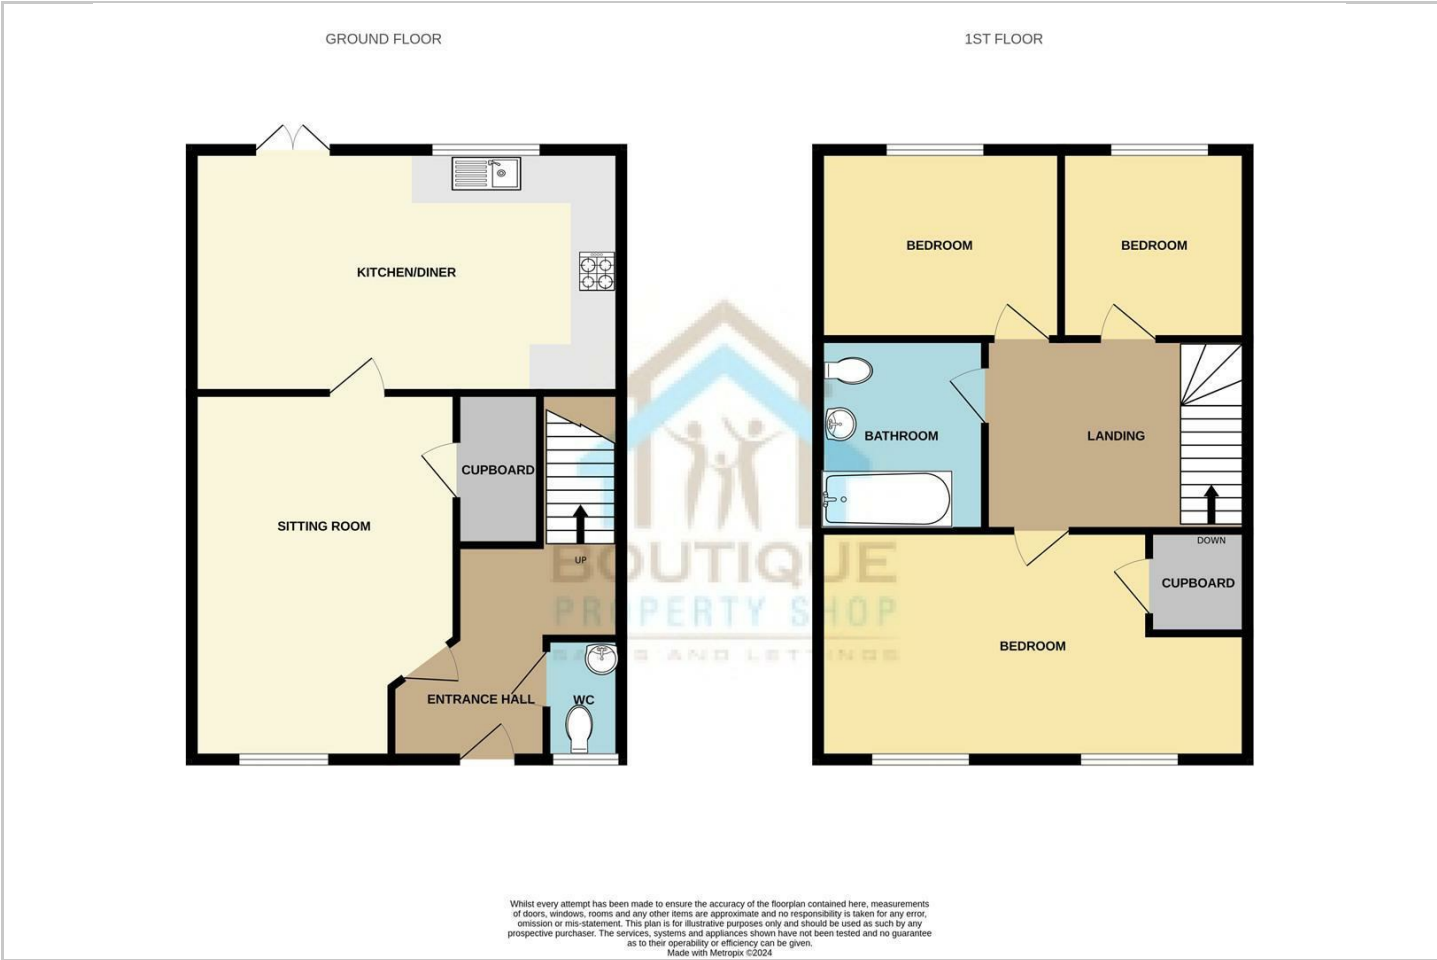 GROUND FLOOR
1ST FLOOR
KITCHEN/DINER
SITTING ROOM
CUPBOARD
UP
ENTRANCE HALL
WC
BEDROOM
BEDROOM
BATHROOM
LANDING
DOWN
CUPBOARD
BEDROOM
BOUTIQUE
PROPERTY SHOP
SALES AND LETTINGS
Whilst every attempt has been made to ensure the accuracy of the floorplan contained here, measurements
of doors, windows, rooms and any other items are approximate and no responsibility is taken for any error,
omission or mis-statement. This plan is for illustrative purposes only and should be used as such by any
prospective purchaser. The services, systems and appliances shown have not been tested and no guarantee
as to their operability or efficiency can be given.
Made with Metropix ©2024